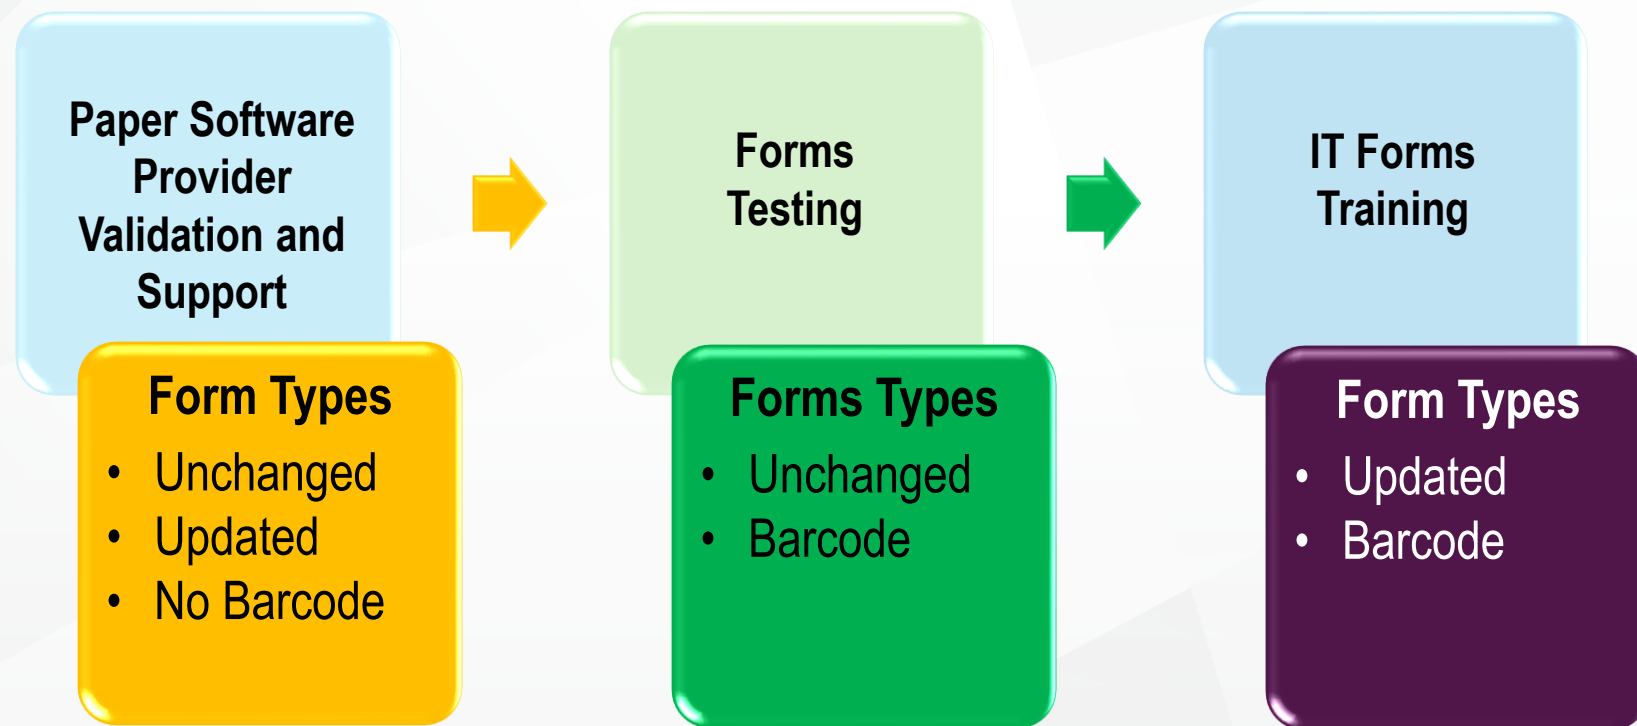 Paper Software
Provider
Validation and
Support
Form Types
• Unchanged
• Updated
• No Barcode
Forms
Testing
Forms Types
• Unchanged
• Barcode
IT Forms
Training
Form Types
• Updated
• Barcode